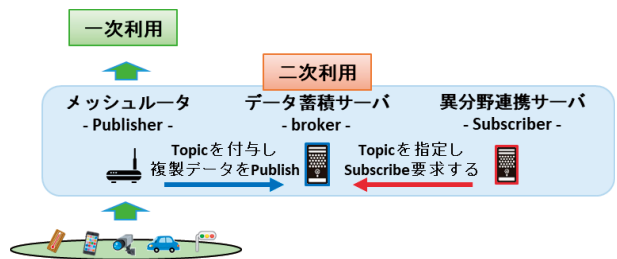 一次利用
二次利用
メッシュルータ
- Publisher -
データ蓄積サーバ
- broker -
異分野連携サーバ
- Subscriber -
Topicを付与し
複製データをPublish
Topicを指定し
Subscribe要求する